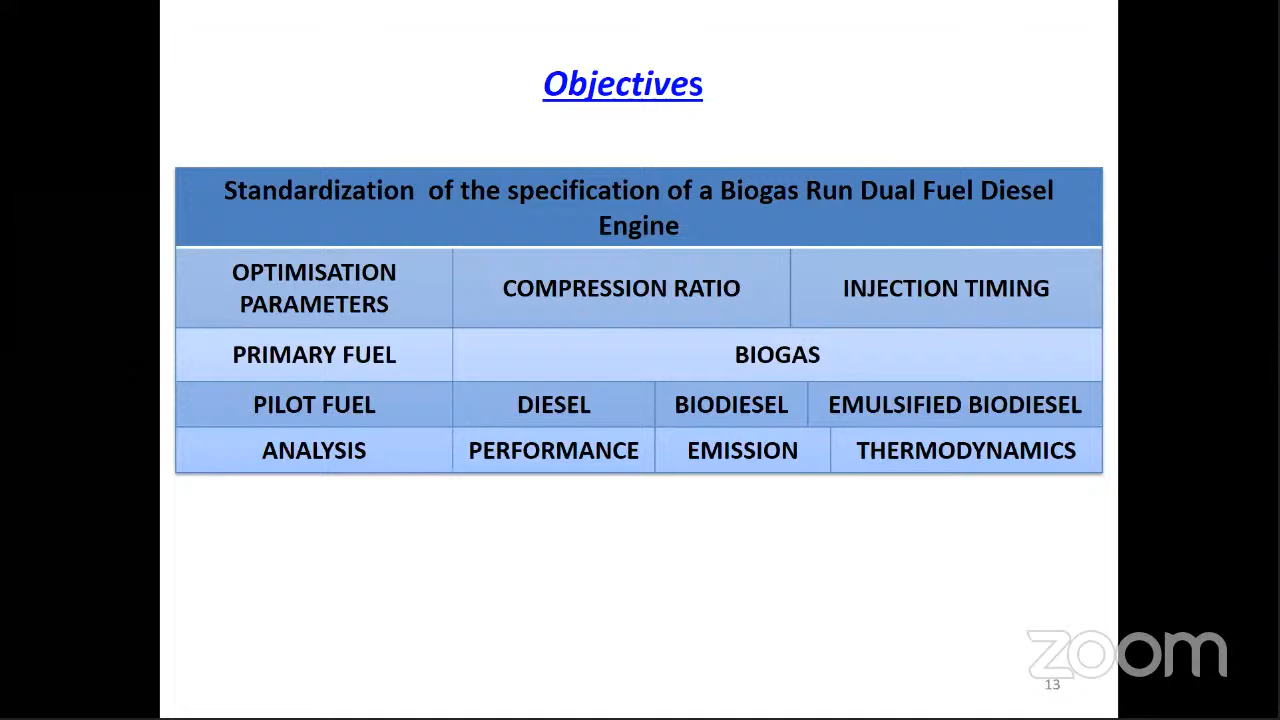 Objectives
Standardization of the specification of a Biogas Run Dual Fuel Diesel
Engine
OPTIMISATION
PARAMETERS
COMPRESSION RATIO
INJECTION TIMING
PRIMARY FUEL
BIOGAS
PILOT FUEL
DIESEL
BIODIESEL
EMULSIFIED BIODIESEL
ANALYSIS
PERFORMANCE
EMISSION
THERMODYNAMICS
zoom
13